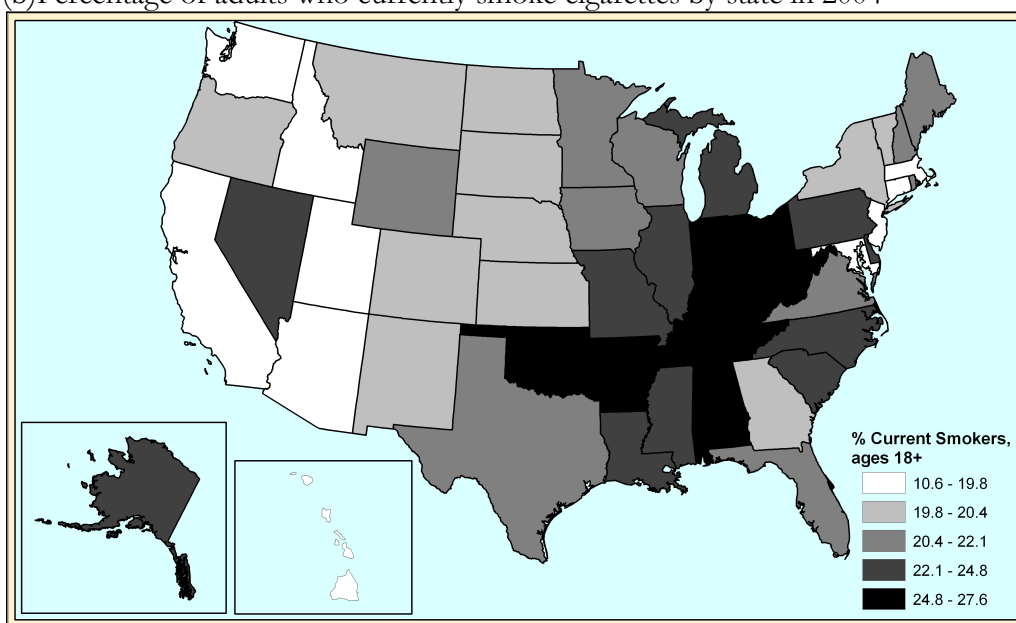 (b)Percentage of adults who currently smoke cigarettes by state in 2004
% Current Smokers,
ages 18+
10.6 - 19.8
19.8 - 20.4
20.4 - 22.1
22.1 - 24.8
24.8 - 27.6